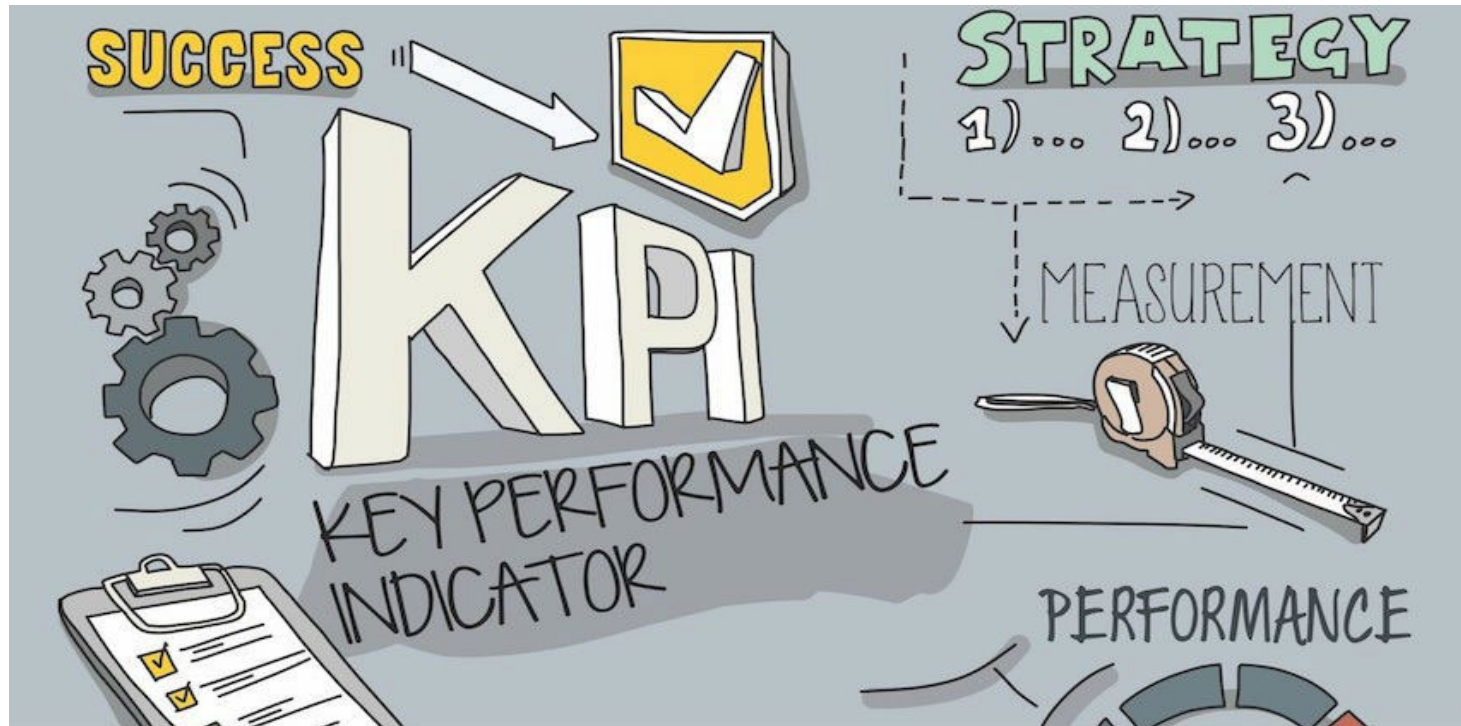 SUCCESS
STRATEGY
1)... 2)... 3)...
KPI
MEASUREMENT
KEY PERFORMANCE
INDICATOR
PERFORMANCE